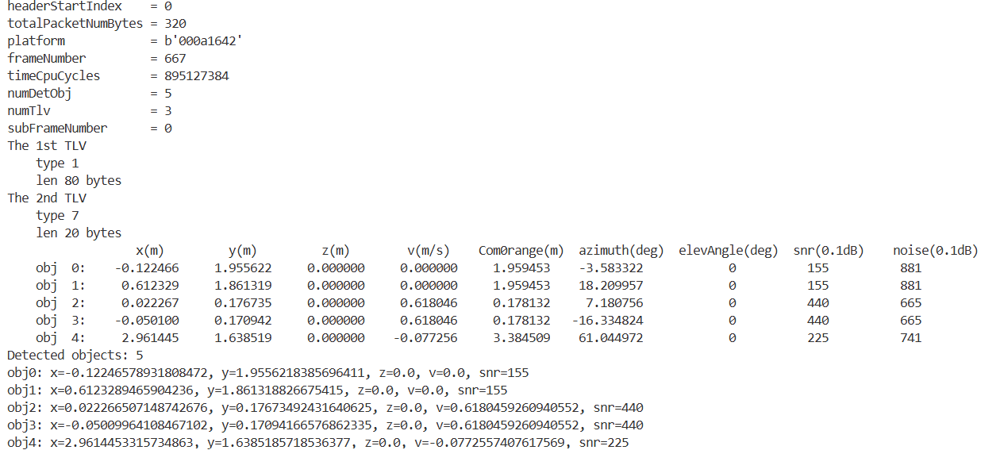 headerStartIndex    = 0
totalPacketNumBytes = 320
platform            = b'000a1642'
frameNumber         = 667
timeCpuCycles       = 895127384
numDetObj           = 5
numTlv              = 3
subFrameNumber      = 0
The 1st TLV
    type 1
    len 80 bytes
The 2nd TLV
    type 7
    len 20 bytes
                  x(m)         y(m)         z(m)        v(m/s)    Com0range(m)  azimuth(deg)  elevAngle(deg)  snr(0.1dB)    noise(0.1dB)
    obj  0:    -0.122466     1.955622     0.000000     0.000000     1.959453    -3.583322            0          155          881
    obj  1:     0.612329     1.861319     0.000000     0.000000     1.959453    18.209957            0          155          881
    obj  2:     0.022267     0.176735     0.000000     0.618046     0.178132     7.180756            0          440          665
    obj  3:    -0.050100     0.170942     0.000000     0.618046     0.178132   -16.334824            0          440          665
    obj  4:     2.961445     1.638519     0.000000    -0.077256     3.384509    61.044972            0          225          741
Detected objects: 5
obj0: x=-0.12246578931808472, y=1.9556218385696411, z=0.0, v=0.0, snr=155
obj1: x=0.6123289465904236, y=1.861318826675415, z=0.0, v=0.0, snr=155
obj2: x=0.022266507148742676, y=0.17673492431640625, z=0.0, v=0.6180459260940552, snr=440
obj3: x=-0.05009964108467102, y=0.17094166576862335, z=0.0, v=0.6180459260940552, snr=440
obj4: x=2.9614453315734863, y=1.6385185718536377, z=0.0, v=-0.0772557407617569, snr=225